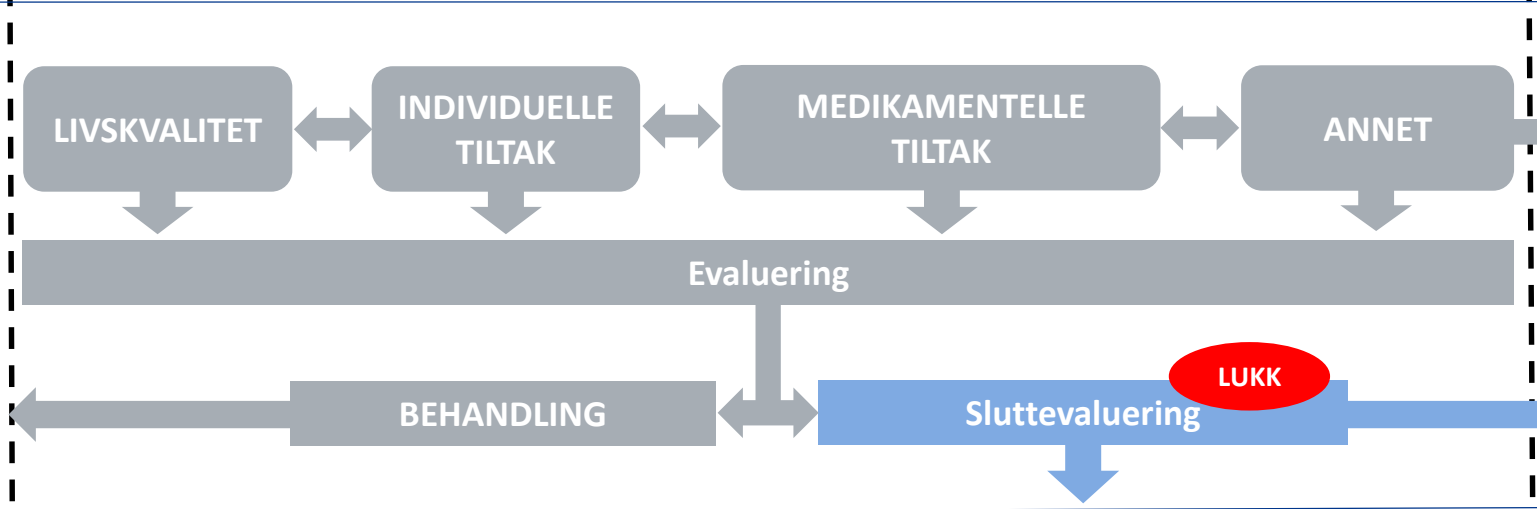 LIVSKVALITET
INDIVIDUELLE
TILTAK
MEDIKAMENTELLE
TILTAK
ANNET
Evaluering
BEHANDLING
LUKK
Sluttevaluering